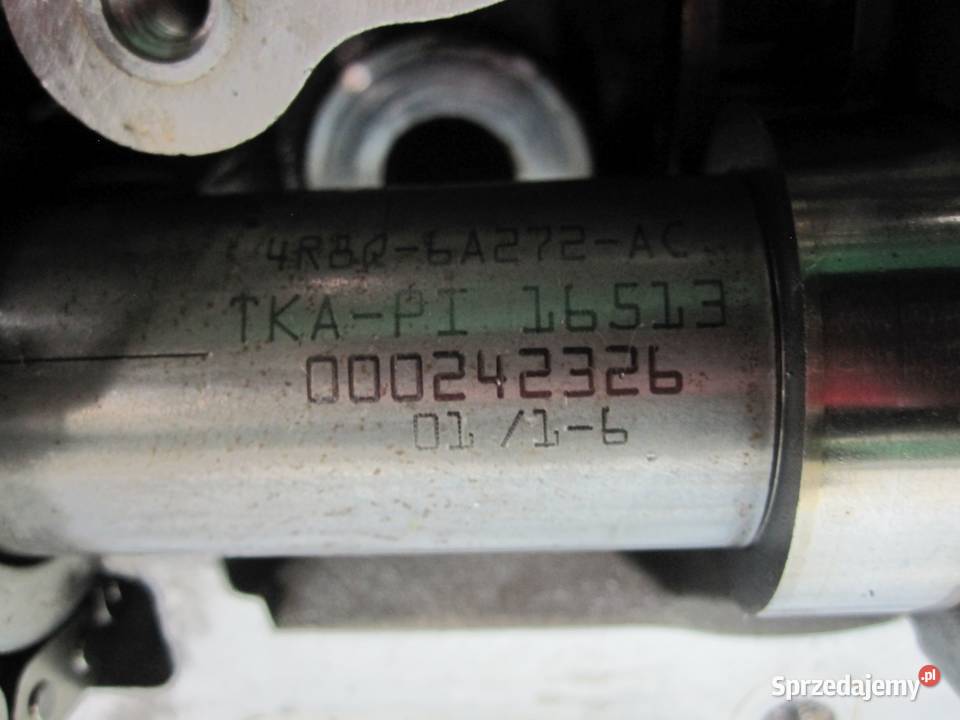 4R8Q-6A272-AC
TKA-PI 16513
000242326
01 /1-6
Sprzedajemy.pl